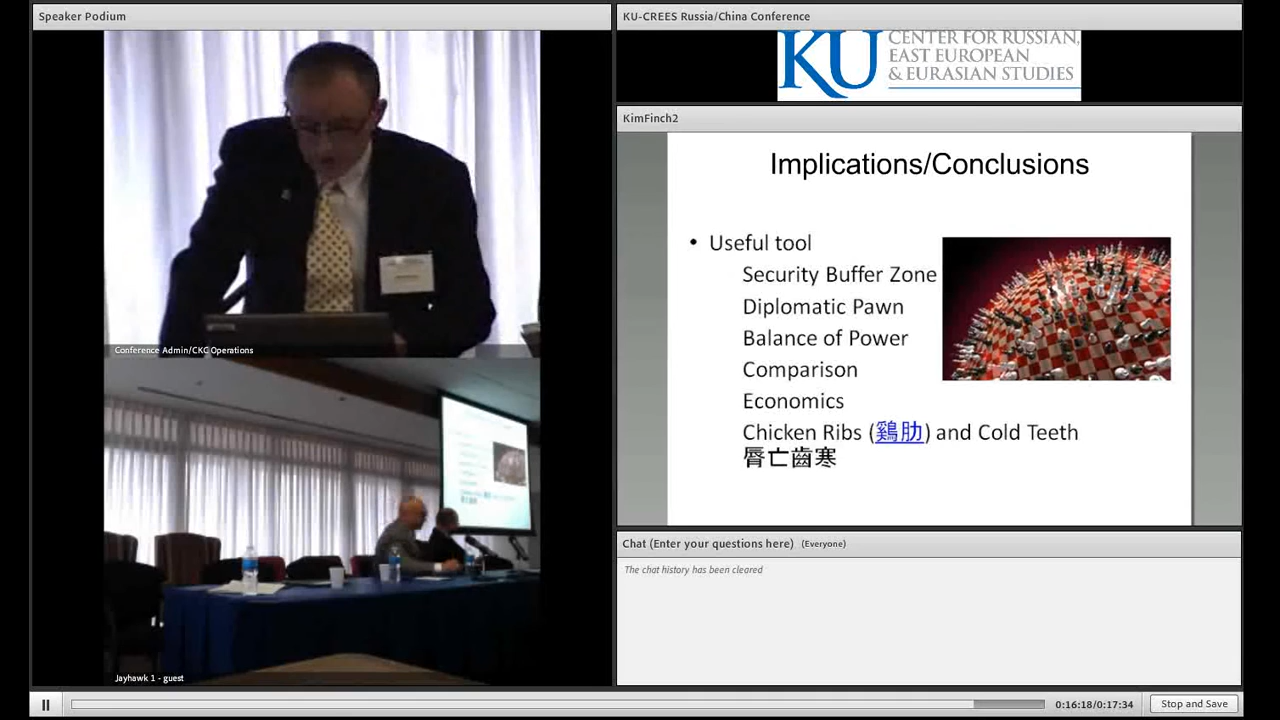 Speaker Podium
Conference Admin/CKC Operations
Jayhawk 1 - guest
KU-CREES Russia/China Conference
KU
CENTER FOR RUSSIAN,
EAST EUROPEAN
& EURASIAN STUDIES
KimFinch2
Implications/Conclusions
• Useful tool
Security Buffer Zone
Diplomatic Pawn
Balance of Power
Comparison
Economics
Chicken Ribs (鷄肋) and Cold Teeth
脣亡齒寒
Chat (Enter your questions here) (Everyone)
The chat history has been cleared
0:16:18/0:17:34
Stop and Save